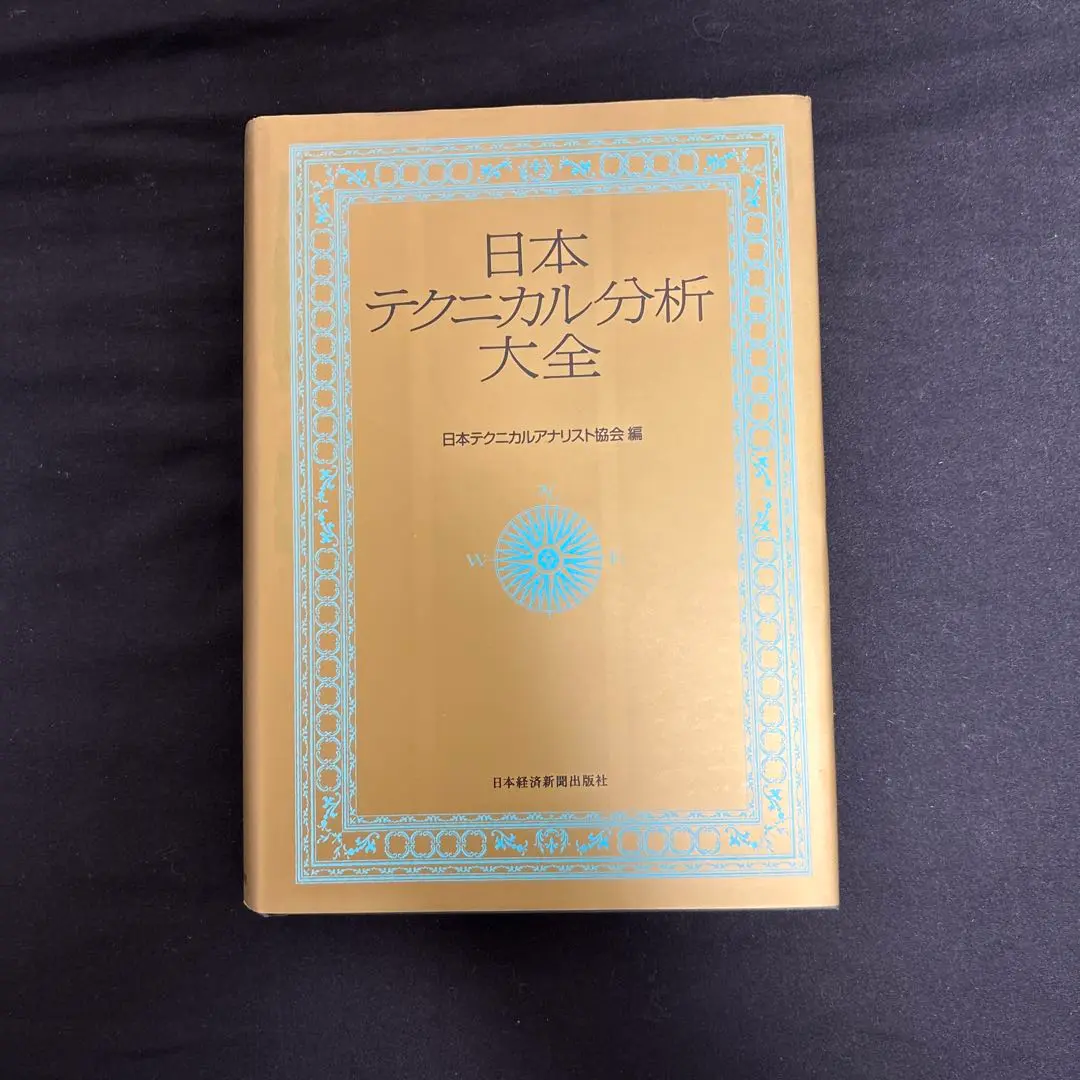 日本
テクニカル分析
大全
日本テクニカルアナリスト協会 編
N
W
E
日本経済新聞出版社